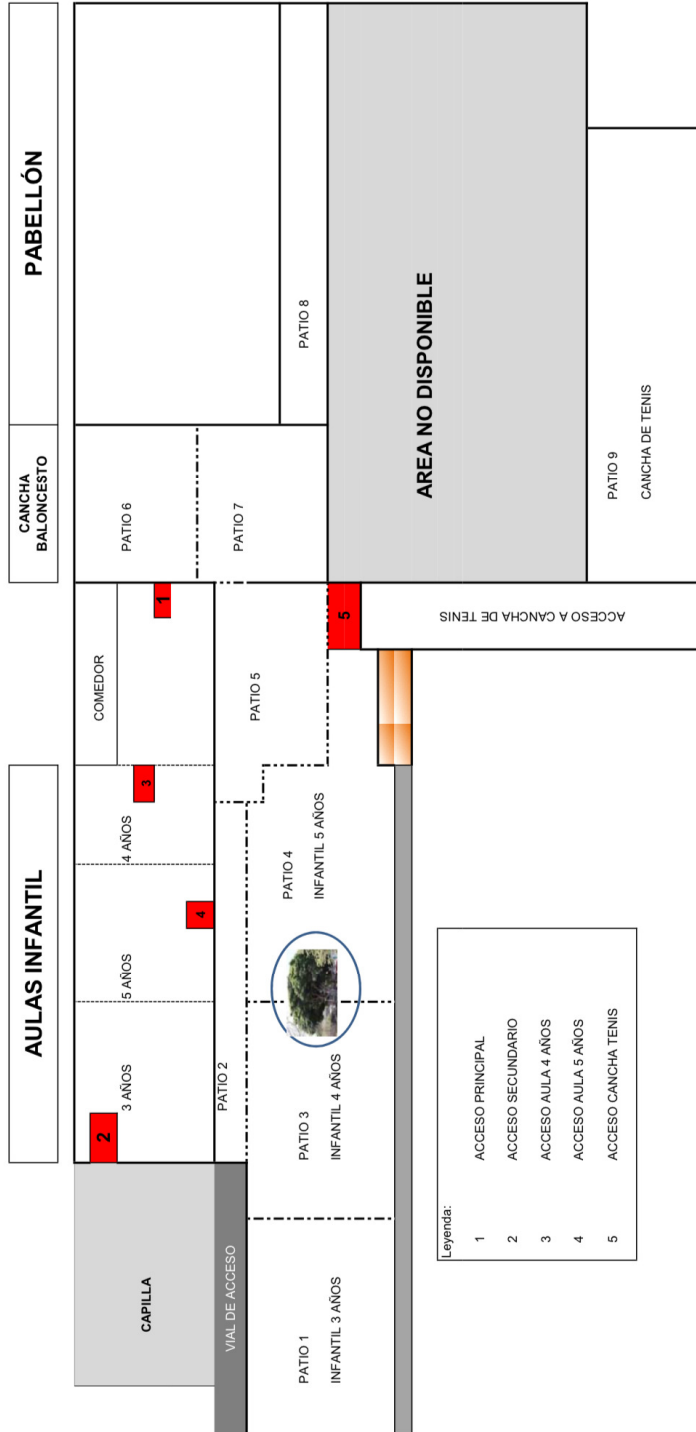 AULAS INFANTIL
CANCHA
BALONCESTO
PABELLÓN
CAPILLA
2
3 AÑOS
5 AÑOS
4
4 AÑOS
3
COMEDOR
1
PATIO 6
PATIO 7
PATIO 8
VIAL DE ACCESO
PATIO 2
PATIO 5
PATIO 1
INFANTIL 3 AÑOS
PATIO 3
INFANTIL 4 AÑOS
PATIO 4
INFANTIL 5 AÑOS
5
AREA NO DISPONIBLE
ACCESO A CANCHA DE TENIS
PATIO 9
CANCHA DE TENIS
Leyenda:
1 ACCESO PRINCIPAL
2 ACCESO SECUNDARIO
3 ACCESO AULA 4 AÑOS
4 ACCESO AULA 5 AÑOS
5 ACCESO CANCHA TENIS